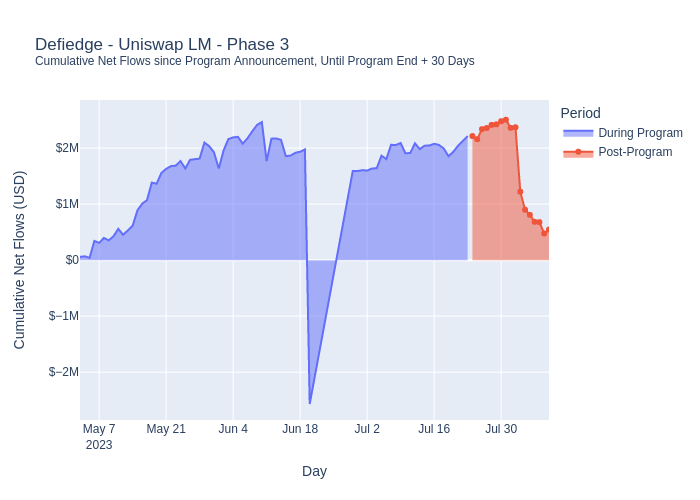 Defiedge - Uniswap LM - Phase 3
Cumulative Net Flows since Program Announcement, Until Program End + 30 Days
Period
During Program
Post-Program
Cumulative Net Flows (USD)
$2M
$1M
$0
$−1M
$−2M
May 7
2023
May 21
Jun 4
Jun 18
Jul 2
Jul 16
Jul 30
Day